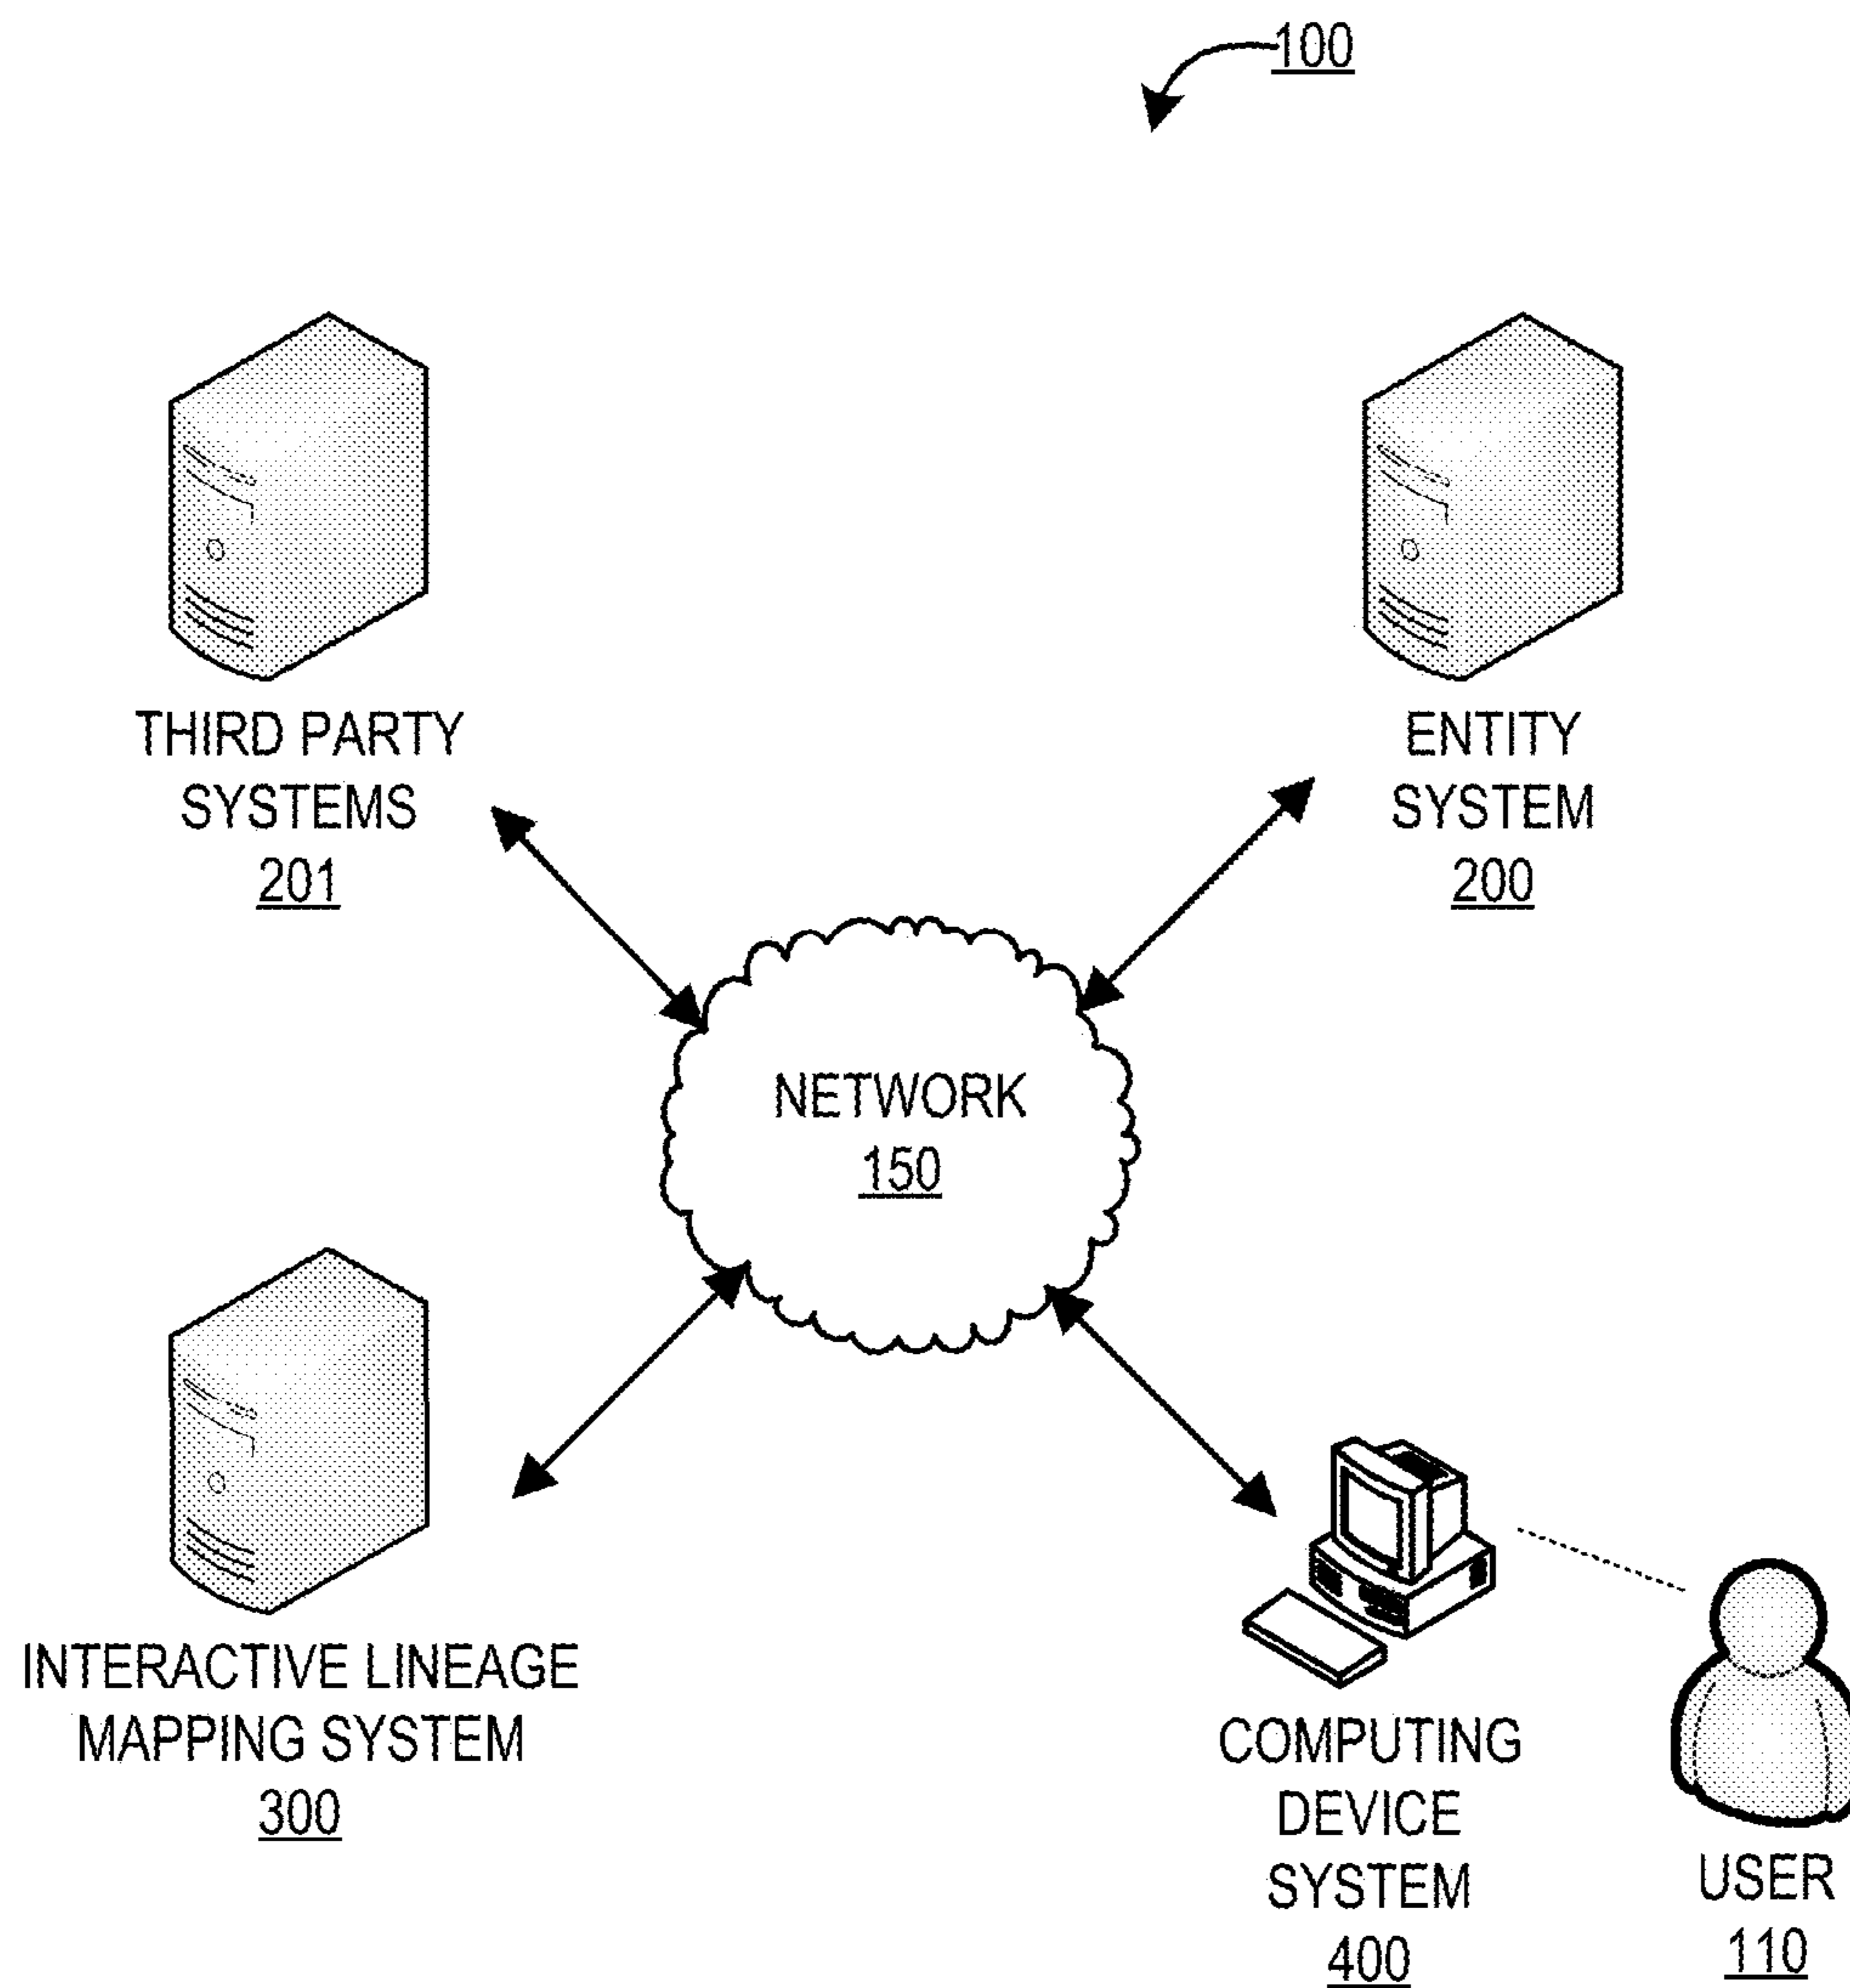 100
THIRD PARTY
SYSTEMS
201
ENTITY
SYSTEM
200
NETWORK
150
INTERACTIVE LINEAGE
MAPPING SYSTEM
300
COMPUTING
DEVICE
SYSTEM
400
USER
110